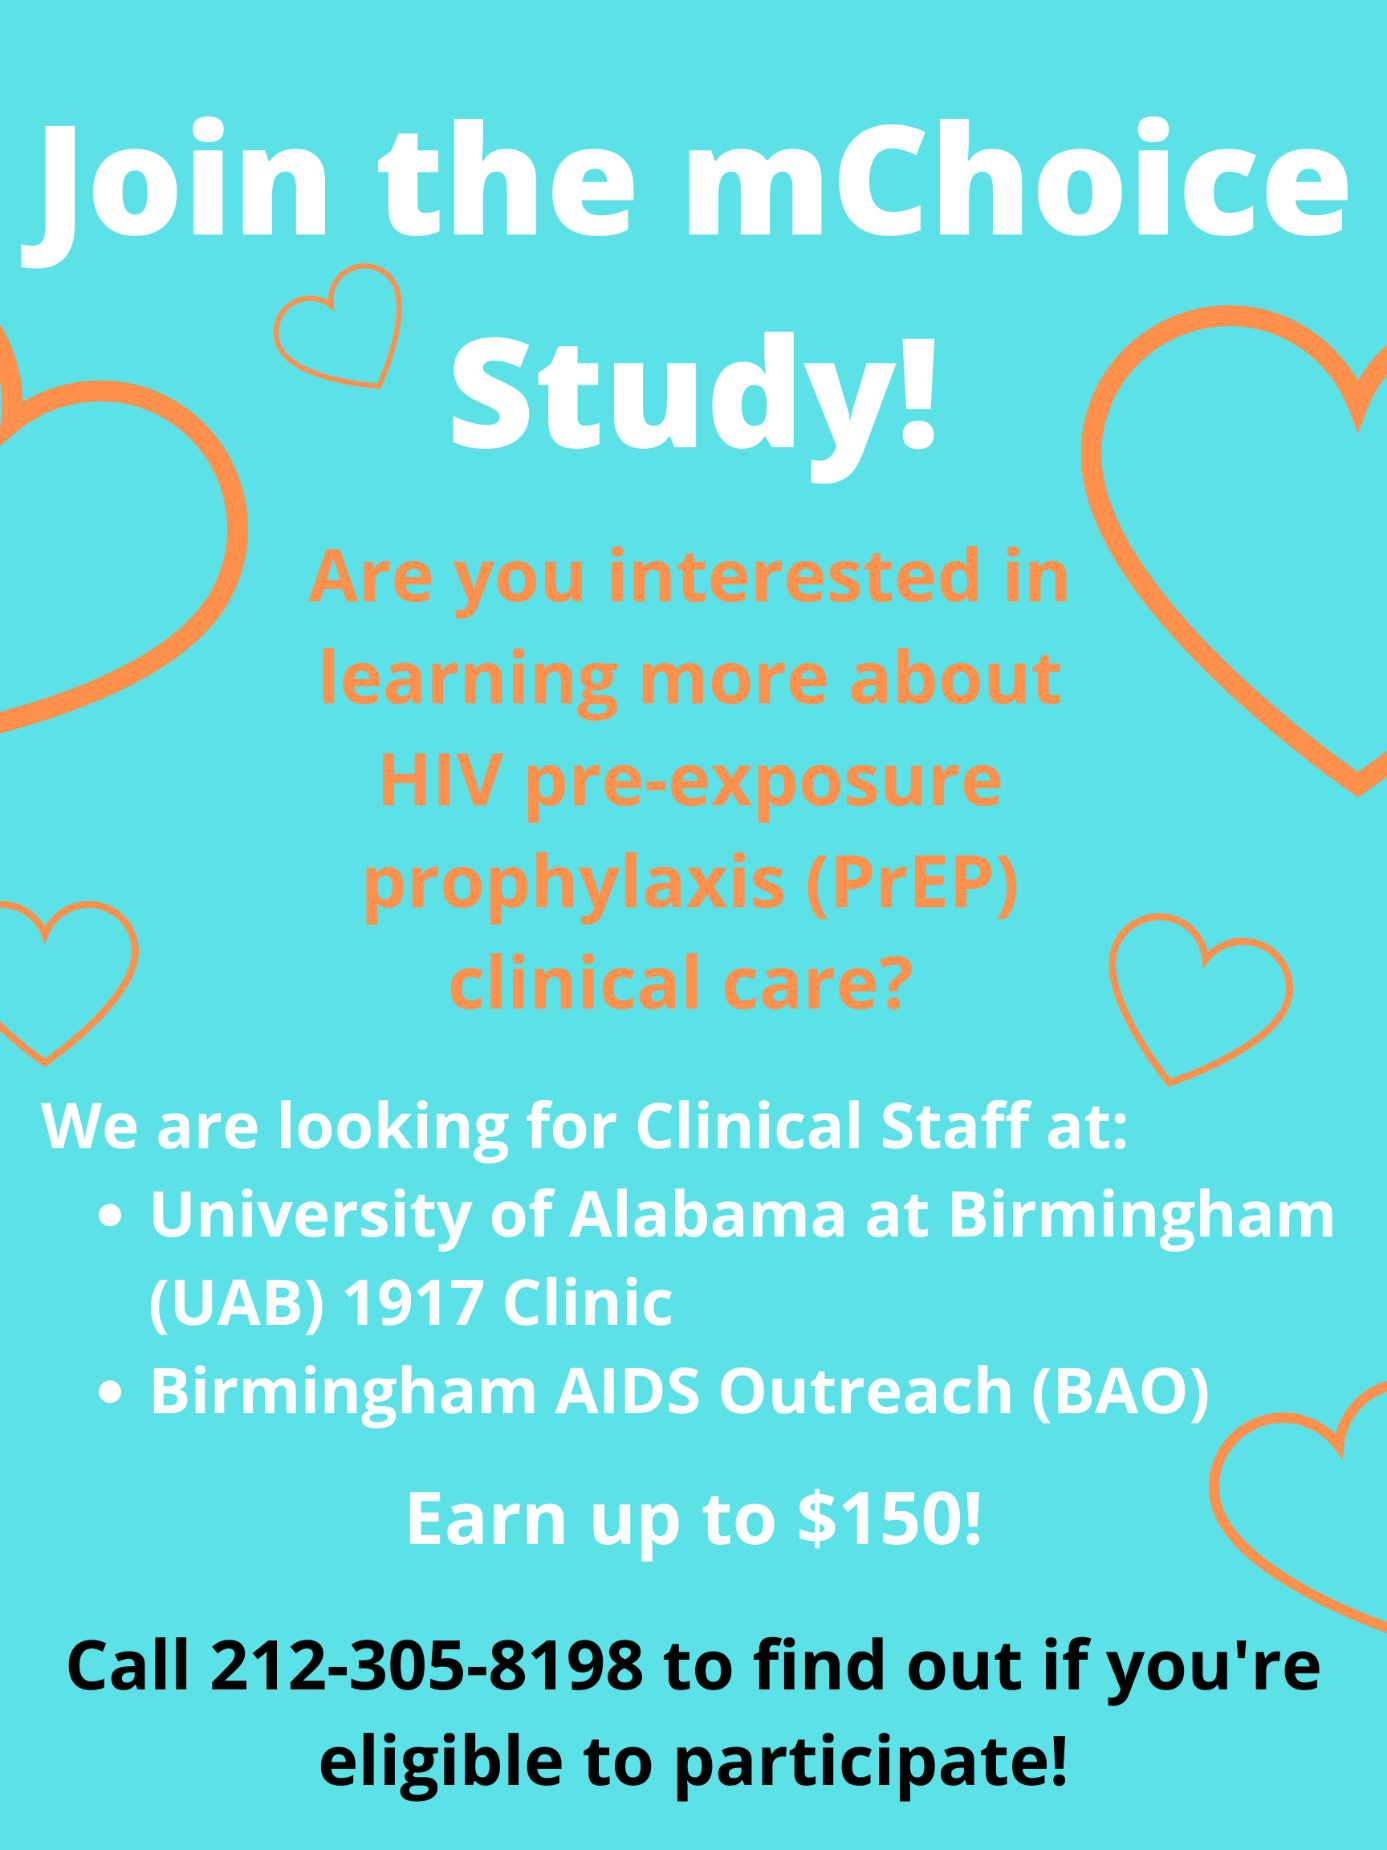 Join the mChoice
Study!
Are you interested in
learning more about
HIV pre-exposure
prophylaxis (PrEP)
clinical care?
We are looking for Clinical Staff at:
• University of Alabama at Birmingham
(UAB) 1917 Clinic
• Birmingham AIDS Outreach (BAO)
Earn up to $150!
Call 212-305-8198 to find out if you're
eligible to participate!